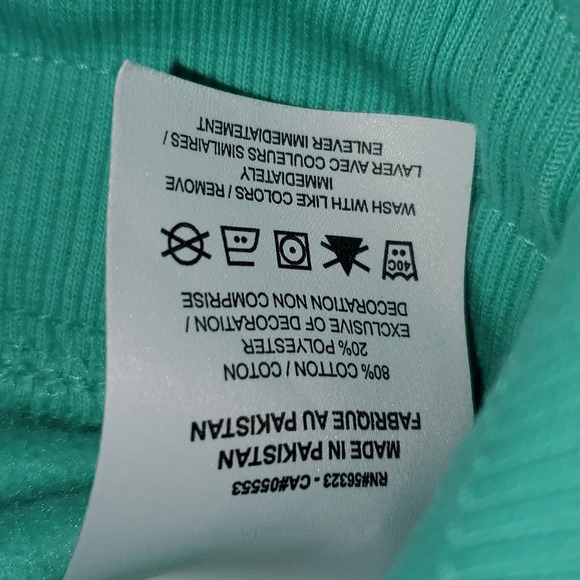 RN#56323 - CA#05553
MADE IN PAKISTAN
FABRIQUE AU PAKISTAN
80% COTTON / COTON
20% POLYESTER
EXCLUSIVE OF DECORATION /
DECORATION NON COMPRISE
40C
WASH WITH LIKE COLORS / REMOVE
IMMEDIATELY
LAVER AVEC COULEURS SIMILAIRES /
ENLEVER IMMEDIATEMENT